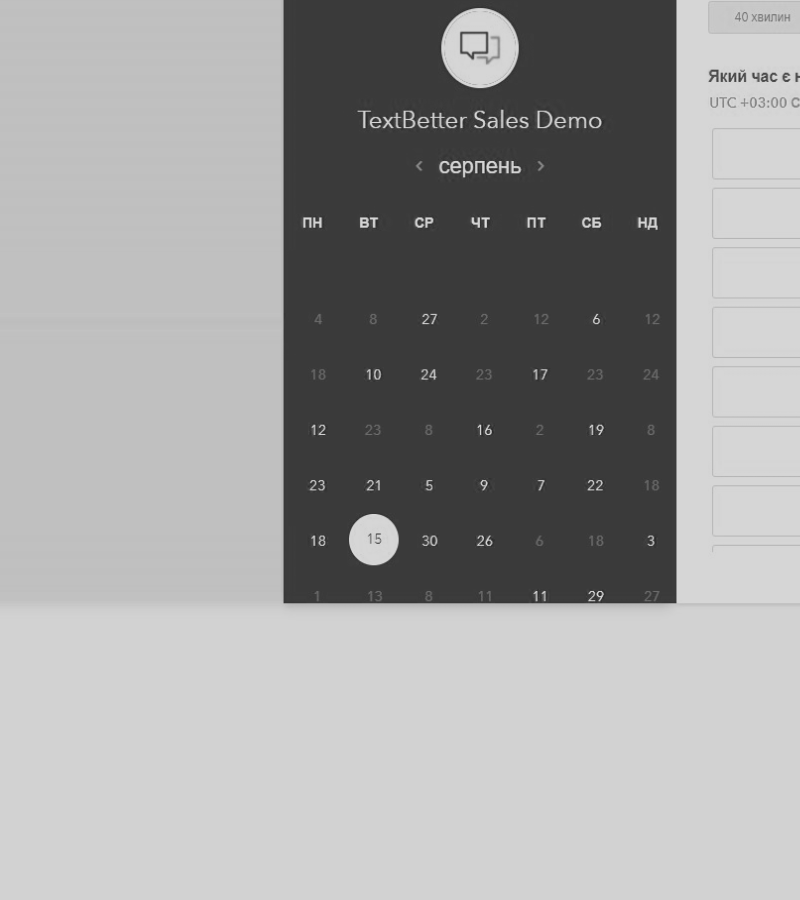 40 хвилин
TextBetter Sales Demo
серпень
ПН ВТ СР ЧТ ПТ СБ НД
Який час є
UTC +03:00
4 8 27 2 12 6 12
18 10 24 23 17 23 24
12 23 8 16 2 19 8
23 21 5 9 7 22 18
18 15 30 26 6 18 3
1 13 8 11 11 29 27